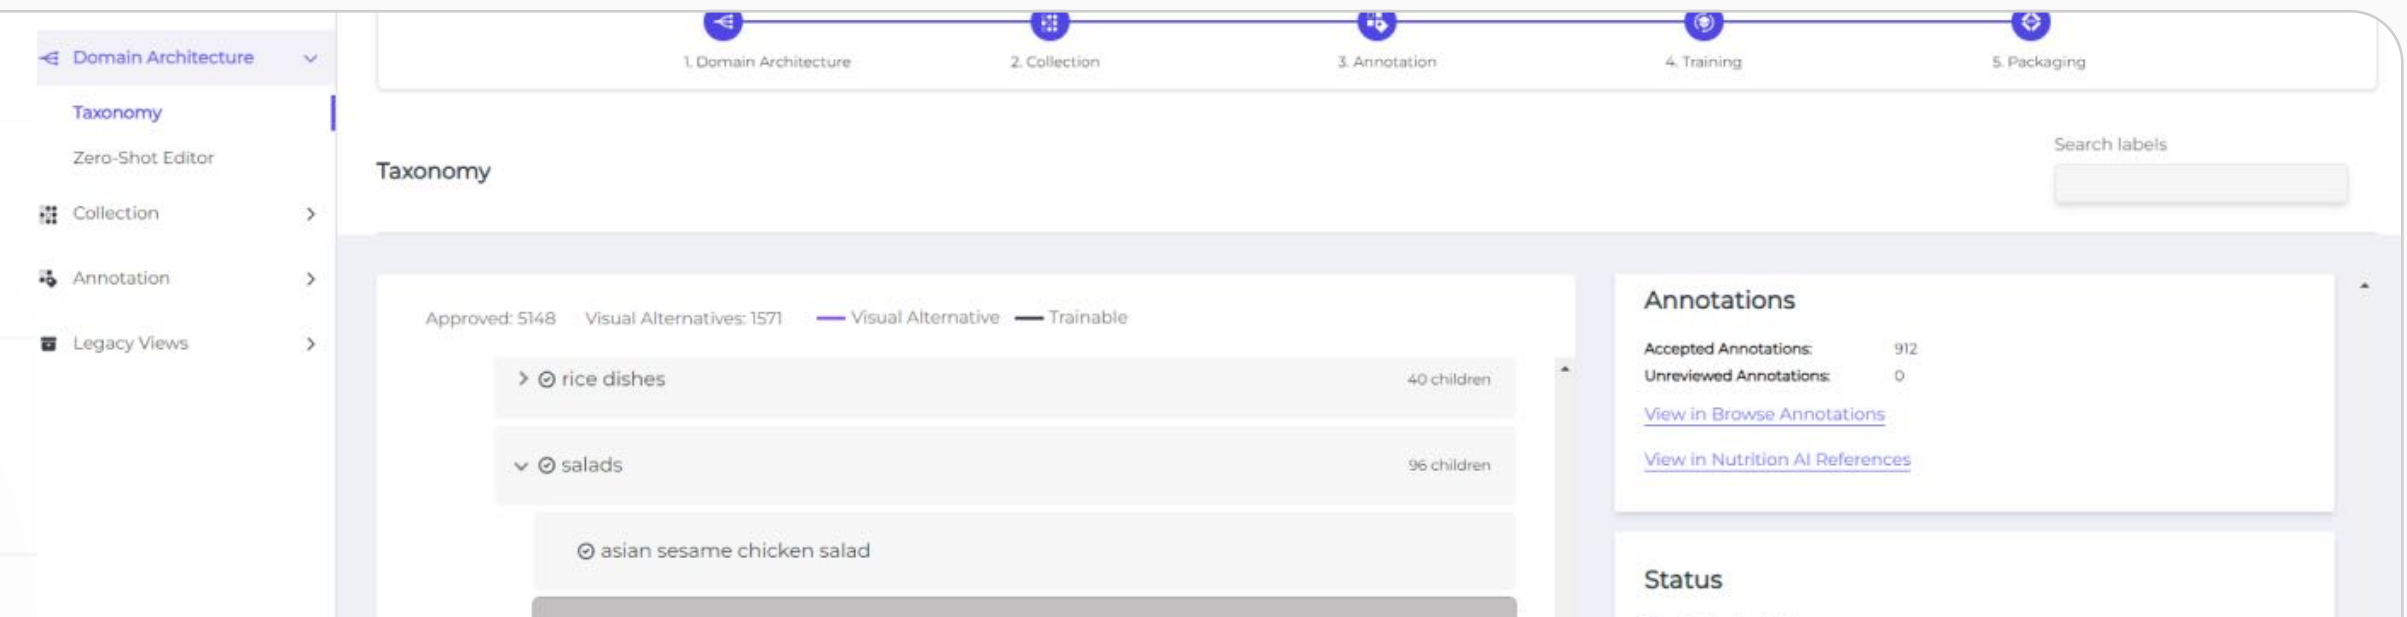 Domain Architecture
Taxonomy
Zero-Shot Editor
Collection
Annotation
Legacy Views
1. Domain Architecture
2. Collection
3. Annotation
4. Training
5. Packaging
Taxonomy
Search labels
Approved: 5148 Visual Alternatives: 1571 Visual Alternative Trainable
rice dishes 40 children
salads 96 children
asian sesame chicken salad
Annotations
Accepted Annotations: 912
Unreviewed Annotations: 0
View in Browse Annotations
View in Nutrition AI References
Status